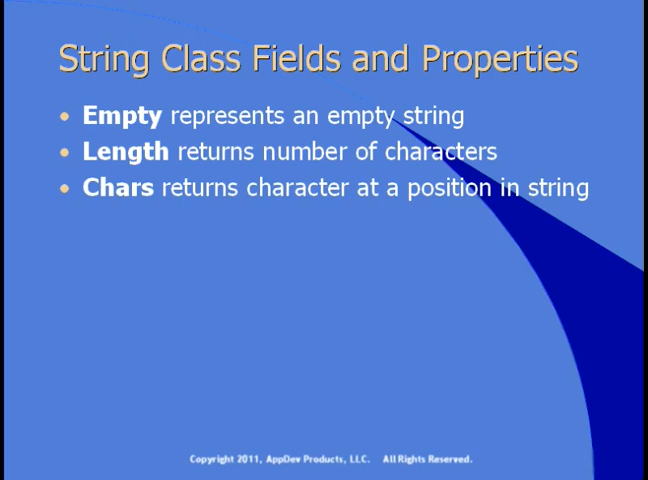 String Class Fields and Properties
• Empty represents an empty string
• Length returns number of characters
• Chars returns character at a position in string
Copyright 2011, AppDev Products, LLC. All Rights Reserved.